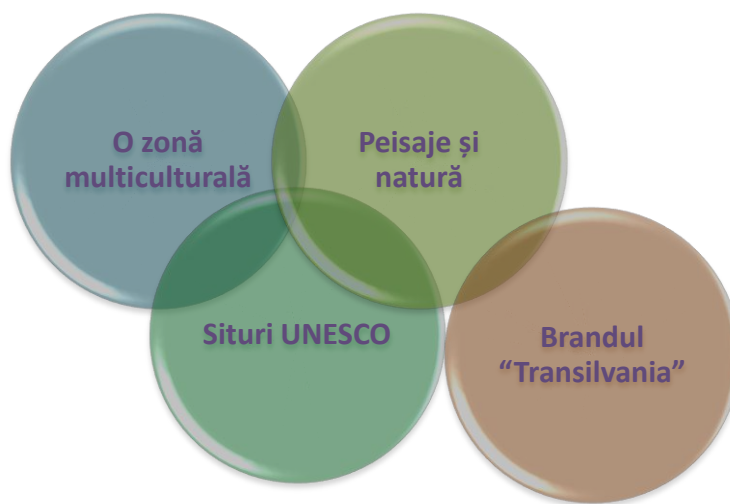 O zonă
multiculturală
Peisaje și
natură
Situri UNESCO
Brandul
“Transilvania”